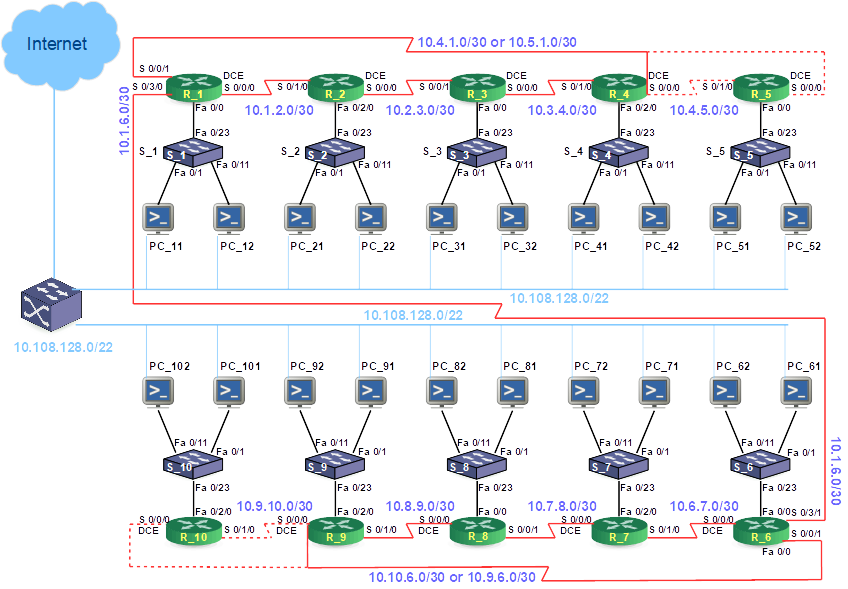 Internet
10.4.1.0/30 or 10.5.1.0/30
S 0/0/1
S 0/3/0
R_1
DCE
S 0/0/0
S 0/1/0
R_2
DCE
S 0/0/0
S 0/0/1
R_3
DCE
S 0/0/0
S 0/1/0
R_4
DCE
S 0/0/0
S 0/1/0
R_5
DCE
S 0/0/0
10.1.6.0/30
Fa 0/0
10.1.2.0/30
Fa 0/2/0
10.2.3.0/30
Fa 0/0
10.3.4.0/30
Fa 0/2/0
10.4.5.0/30
Fa 0/0
Fa 0/23
Fa 0/23
Fa 0/23
Fa 0/23
Fa 0/23
S_1
S_1
S_2
S_2
S_3
S_3
S_4
S_4
S_5
S_5
Fa 0/1
Fa 0/11
Fa 0/1
Fa 0/11
Fa 0/1
Fa 0/11
Fa 0/1
Fa 0/11
Fa 0/1
Fa 0/11
PC_11
PC_12
PC_21
PC_22
PC_31
PC_32
PC_41
PC_42
PC_51
PC_52
10.108.128.0/22
10.108.128.0/22
10.108.128.0/22
PC_102
PC_101
PC_92
PC_91
PC_82
PC_81
PC_72
PC_71
PC_62
PC_61
Fa 0/11
Fa 0/1
Fa 0/11
Fa 0/1
Fa 0/11
Fa 0/1
Fa 0/11
Fa 0/1
Fa 0/11
Fa 0/1
10.1.6.0/30
S_10
S_9
S_8
S_7
S_6
Fa 0/23
Fa 0/23
Fa 0/23
Fa 0/23
Fa 0/23
10.9.10.0/30
10.8.9.0/30
10.7.8.0/30
10.6.7.0/30
Fa 0/2/0
Fa 0/2/0
Fa 0/0
Fa 0/2/0
Fa 0/0
S 0/3/1
S 0/0/0
DCE
R_10
S 0/1/0
S 0/0/0
DCE
R_9
S 0/1/0
S 0/0/0
DCE
R_8
S 0/0/1
S 0/0/0
DCE
R_7
S 0/1/0
S 0/0/0
DCE
R_6
S 0/0/1
Fa 0/0
10.10.6.0/30 or 10.9.6.0/30